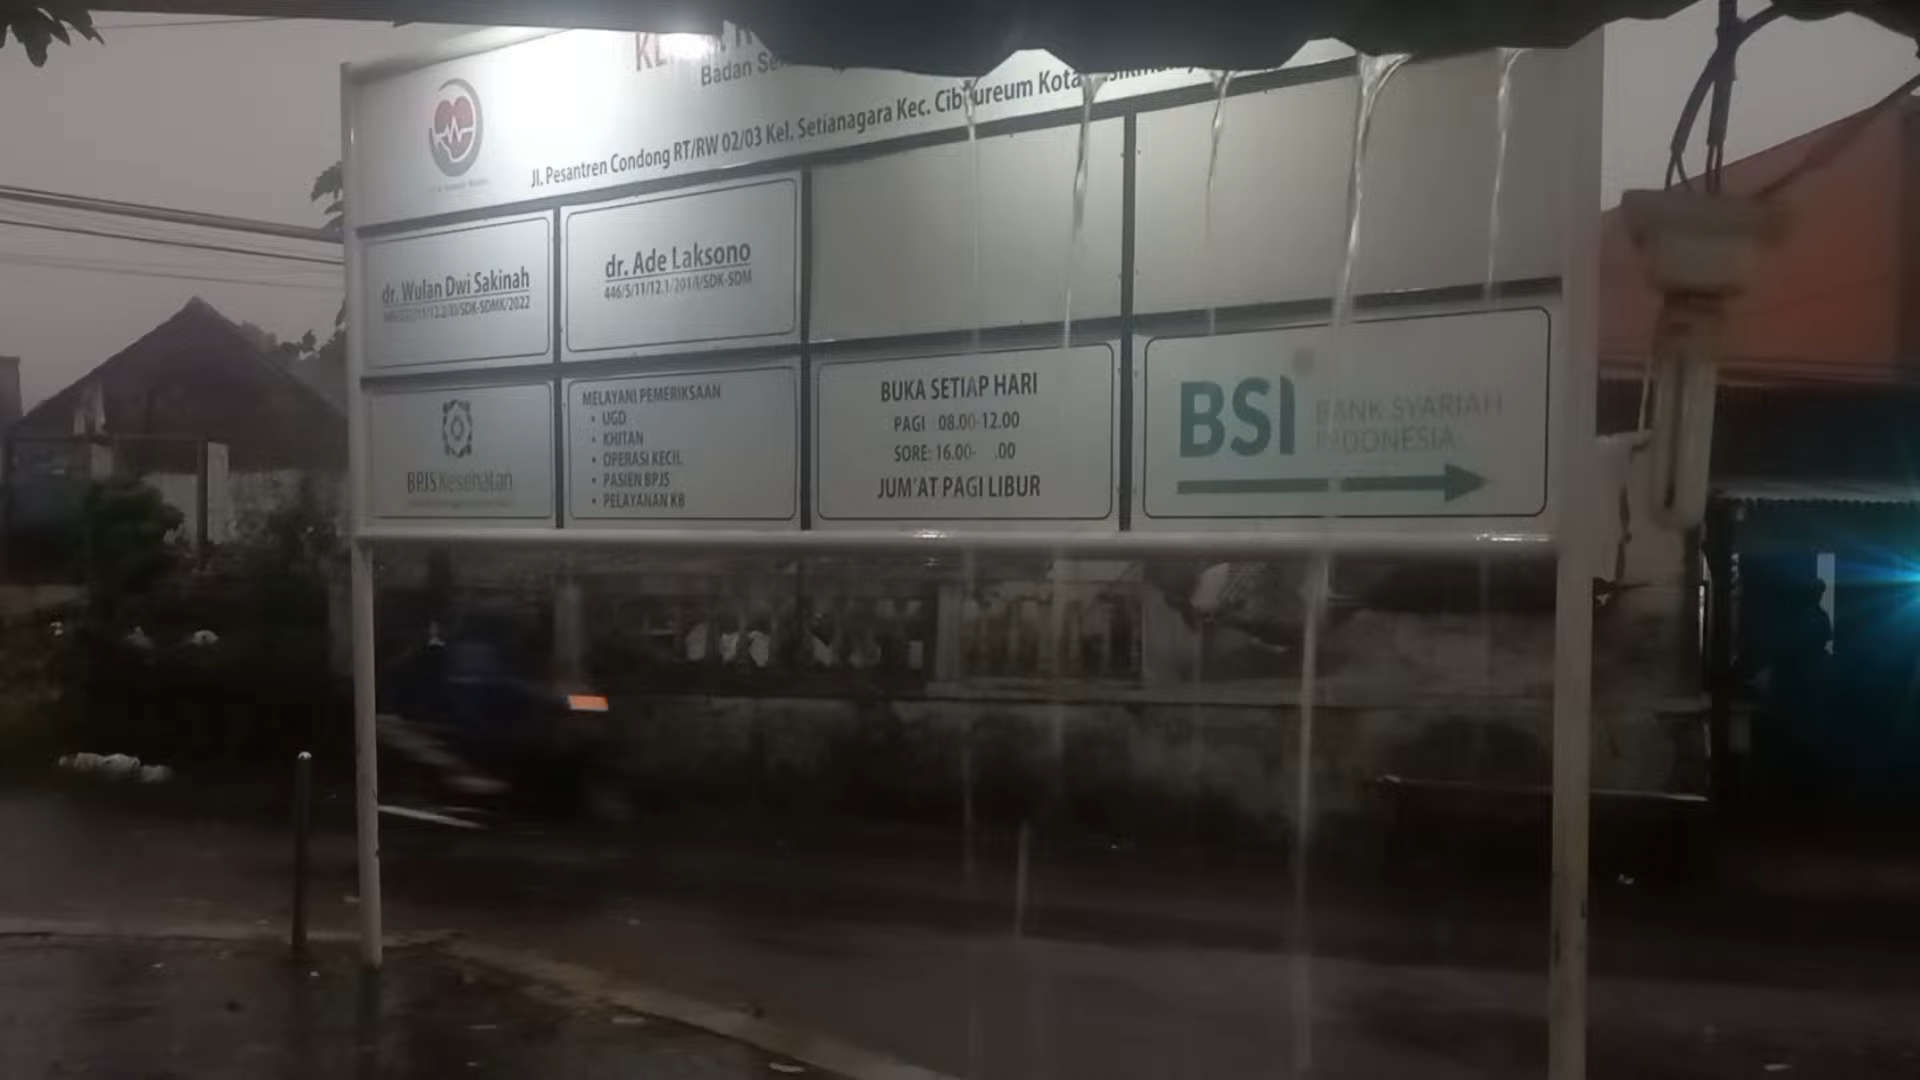 Badan
Jl. Pesantren Condong RT/RW 02/03 Kel. Setianagara Kec. Cibeureum Kota
dr. Wulan Dwi Sakinah
dr. Ade Laksono
446/5/11/12.1/2014/SDK-SDM
BPJS Kesehatan
MELAYANI PEMERIKSAAN
• UGD
• KHITAN
• OPERASI KECIL
• PASIEN BPJS
• PELAYANAN KB
BUKA SETIAP HARI
PAGI : 08.00-12.00
SORE: 16.00- .00
JUM'AT PAGI LIBUR
BSI BANK SYARIAH
INDONESIA